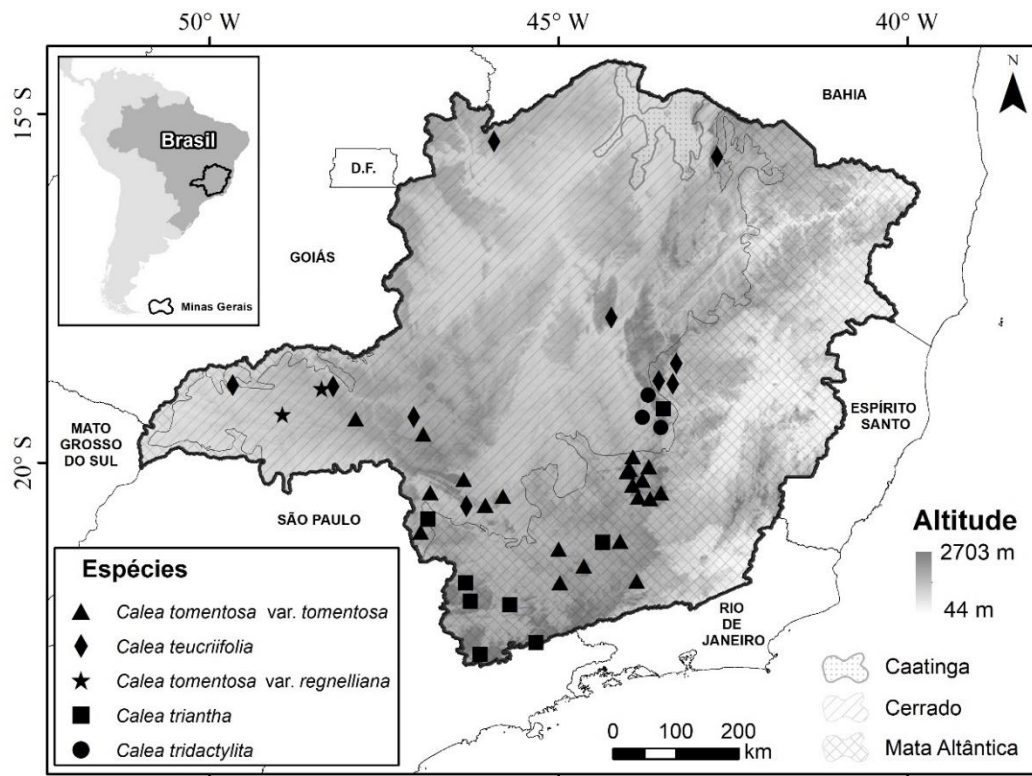 50° W
45° W
40° W
N
15° S
20° S
Brasil
Minas Gerais
BAHIA
D.F.
GOIÁS
MATO
GROSSO
DO SUL
ESPÍRITO
SANTO
SÃO PAULO
RIO
DE
JANEIRO
Espécies
Calea tomentosa var. tomentosa
Calea teucriifolia
Calea tomentosa var. regnelliana
Calea triantha
Calea tridactylita
Altitude
2703 m
44 m
Caatinga
Cerrado
Mata Altântica
0 100 200
km